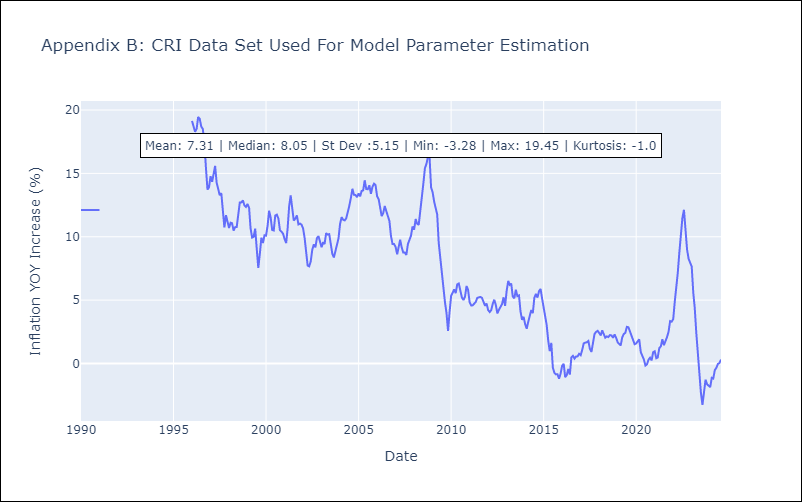 Appendix B: CRI Data Set Used For Model Parameter Estimation
20
Mean: 7.31 | Median: 8.05 | St Dev :5.15 | Min: -3.28 | Max: 19.45 | Kurtosis: -1.0
15
10
5
0
Inflation YOY Increase (%)
1990 1995 2000 2005 2010 2015 2020
Date